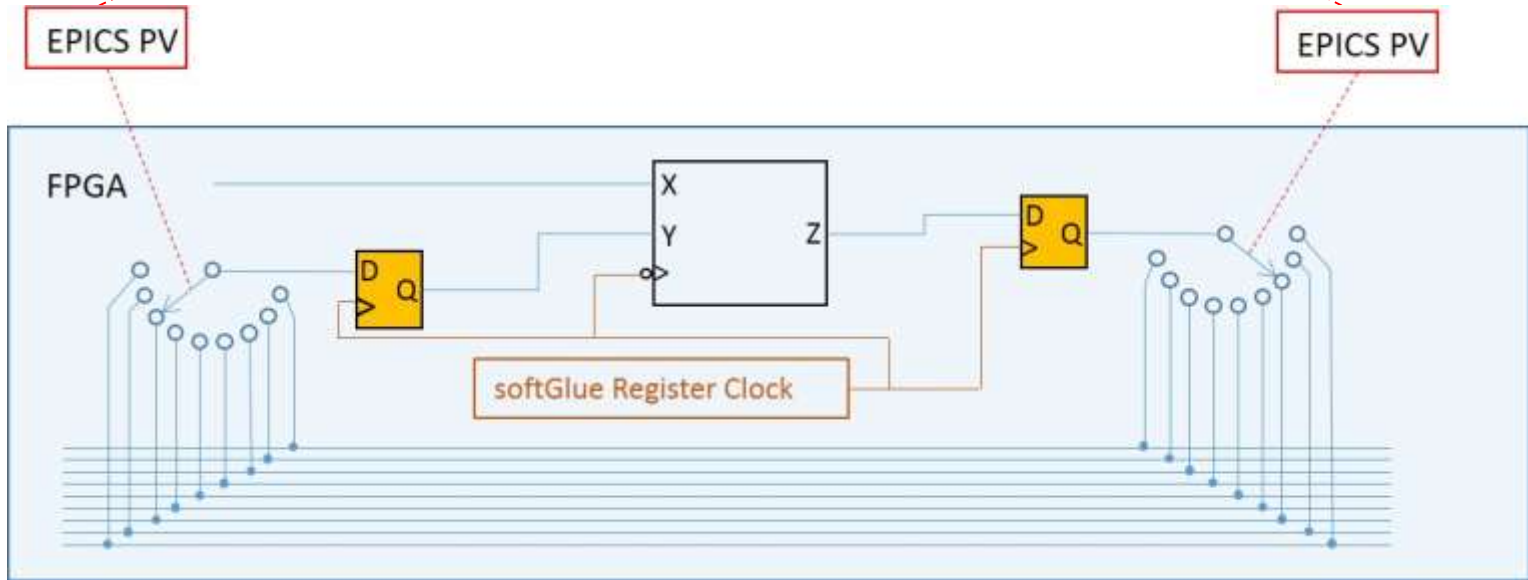 EPICS PV
EPICS PV
FPGA
X
Y
Z
D
Q
D
Q
softGlue Register Clock